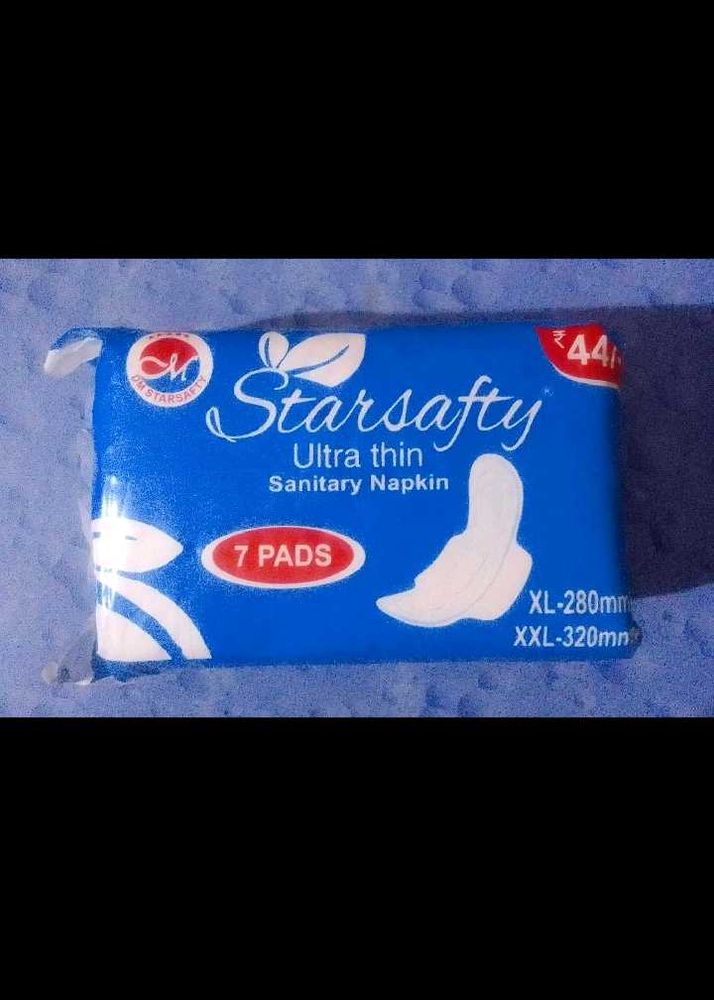 M
DM STARSAFTY
₹44/-
Starsafty®
Ultra thin
Sanitary Napkin
7 PADS
XL-280mm
XXL-320mm